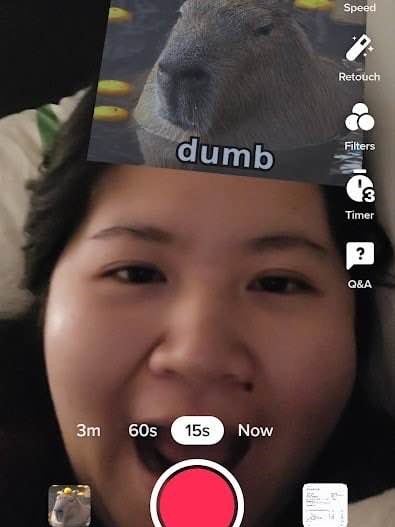 Speed
Retouch
dumb
Filters
3
Timer
?
Q&A
3m 60s 15s Now